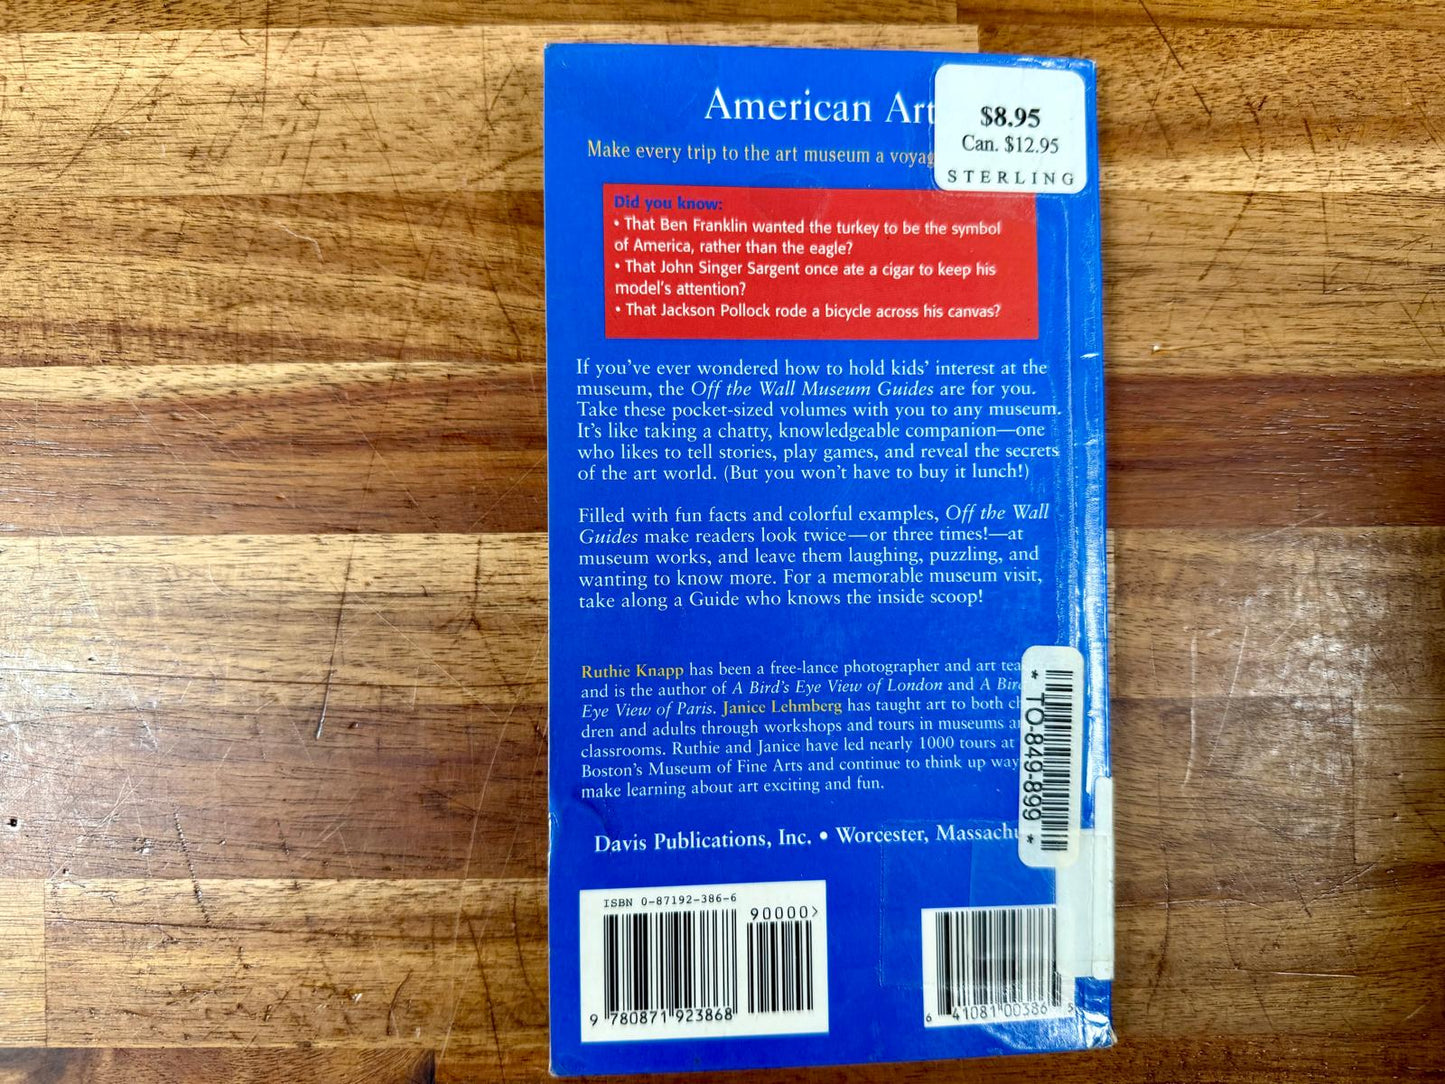 American Art
$8.95
Can. $12.95
STERLING
Make every trip to the art museum a
Did you know:
• That Ben Franklin wanted the turkey to be the symbol
of America, rather than the eagle?
• That John Singer Sargent once ate a cigar to keep his
model's attention?
• That Jackson Pollock rode a bicycle across his canvas?
If you've ever wondered how to hold kids' interest at the
museum, the Off the Wall Museum Guides are for you.
Take these pocket-sized volumes with you to any museum.
It's like taking a chatty, knowledgeable companion—one
who likes to tell stories, play games, and reveal the secrets
of the art world. (But you won't have to buy it lunch!)
Filled with fun facts and colorful examples, Off the Wall
Guides make readers look twice—or three times!—at
museum works, and leave them laughing, puzzling, and
wanting to know more. For a memorable museum visit,
take along a Guide who knows the inside scoop!
Ruthie Knapp has been a free-lance photographer and art
and is the author of A Bird's Eye View of London and A
Eye View of Paris. Janice Lehmberg has taught art to both
dren and adults through workshops and tours in museums
classrooms. Ruthie and Janice have led nearly 1000 tours at
Boston's Museum of Fine Arts and continue to think up
make learning about art exciting and fun.
* TO-849-899 *
Davis Publications, Inc. • Worcester,
ISBN 0-87192-386-6
90000>
9 780871 923868
6 41081 00386 5